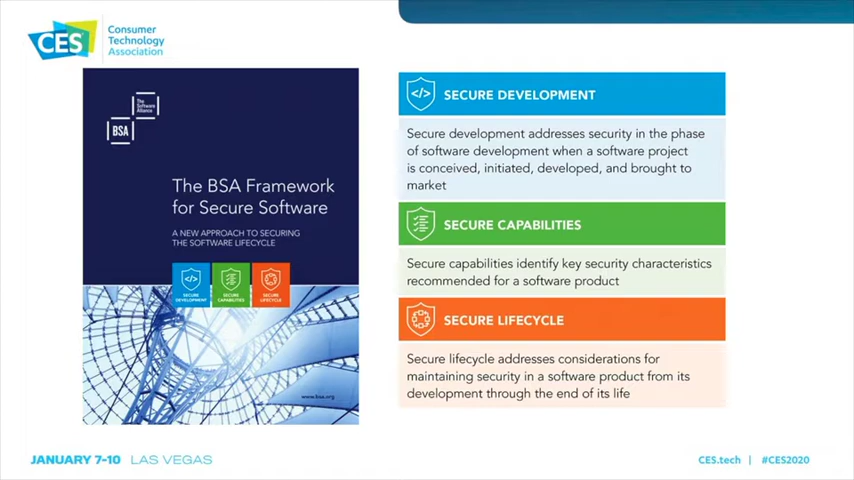 CES
Consumer
Technology
Association
The
Software
Alliance
BSA
The BSA Framework
for Secure Software
A NEW APPROACH TO SECURING
THE SOFTWARE LIFECYCLE
</>
SECURE
DEVELOPMENT
SECURE
CAPABILITIES
SECURE
LIFECYCLE
www.bsa.org
</> SECURE DEVELOPMENT
Secure development addresses security in the phase
of software development when a software project
is conceived, initiated, developed, and brought to
market
SECURE CAPABILITIES
Secure capabilities identify key security characteristics
recommended for a software product
SECURE LIFECYCLE
Secure lifecycle addresses considerations for
maintaining security in a software product from its
development through the end of its life
JANUARY 7-10 LAS VEGAS
CES.tech | #CES2020